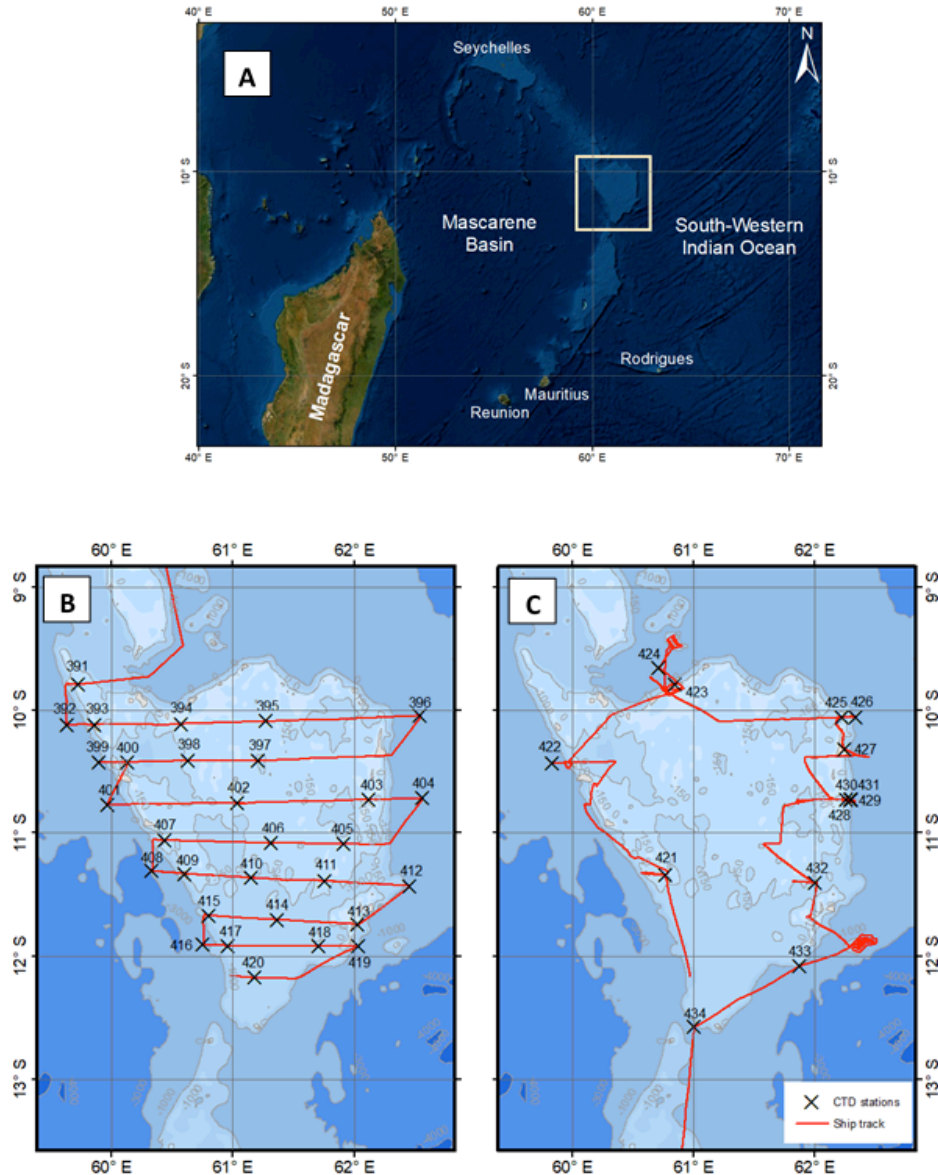 40° E 50° E 60° E 70° E
A
Seychelles
N
10° S 10° S
Mascarene
Basin
South-Western
Indian Ocean
Madagascar
Rodrigues
20° S 20° S
Mauritius
Reunion
40° E 50° E 60° E 70° E
60° E 61° E 62° E
B
9° S
391
392 393 394 395 396
10° S
399 400 398 397
401 402 403 404
11° S
407 406 405
408 409 410 411 412
415 414 413
416 417 418 419
12° S
420
13° S
60° E 61° E 62° E
60° E 61° E 62° E
C
9° S
424
423
425 426
10° S
422 427
430 431
429
428
11° S
421 432
433
12° S
434
13° S
CTD stations
Ship track
60° E 61° E 62° E